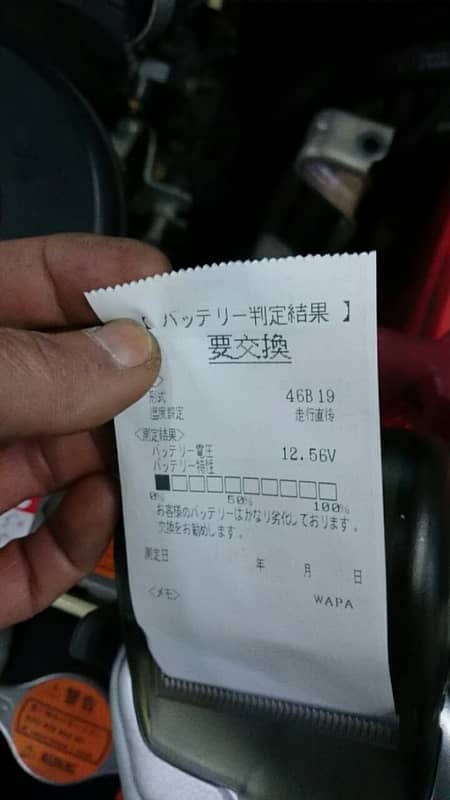 【 バッテリー判定結果 】
要交換
形式 46B19
温度設定 走行直後
<測定結果>
バッテリー電圧 12.56V
バッテリー特性
0% 50% 100%
お客様のバッテリーはかなり劣化しております。
交換をお勧めします。
測定日 年 月 日
<メモ> WAPA
警告